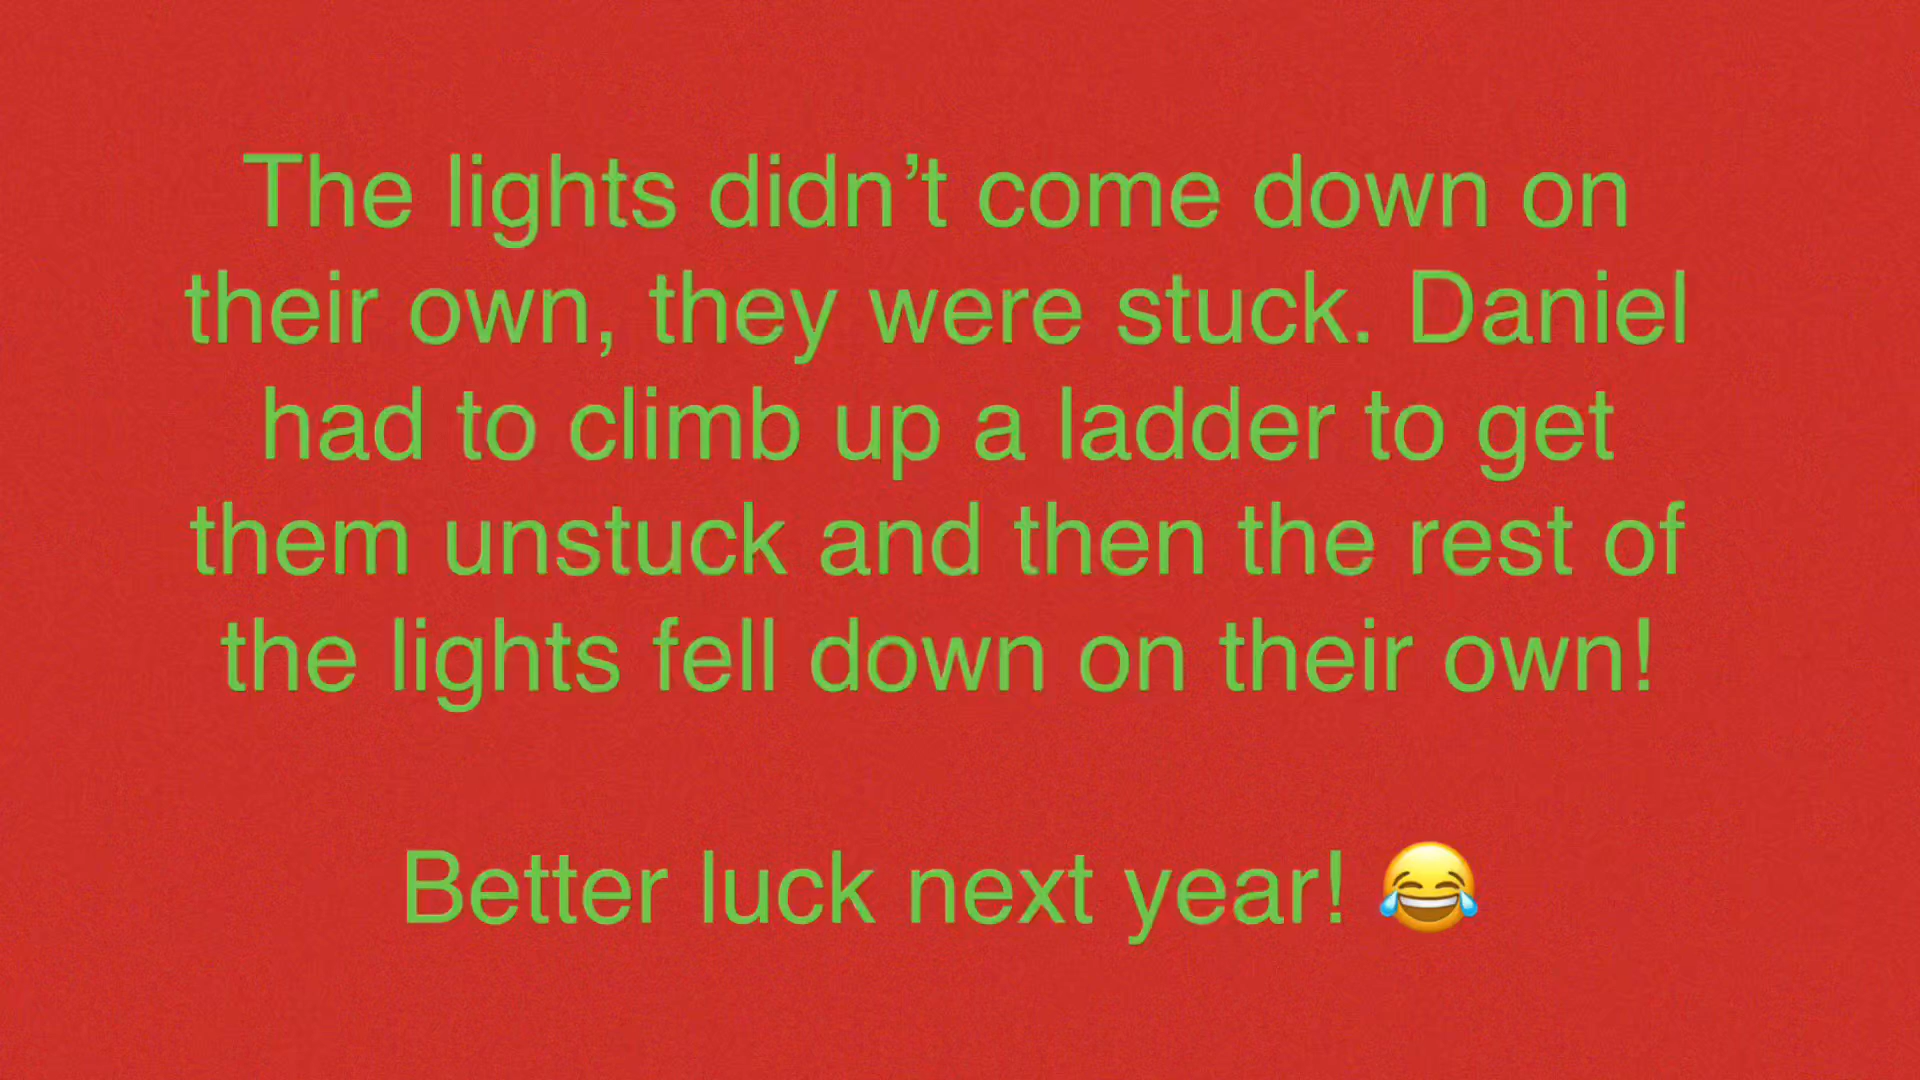 The lights didn’t come down on
their own, they were stuck. Daniel
had to climb up a ladder to get
them unstuck and then the rest of
the lights fell down on their own!
Better luck next year! 😂